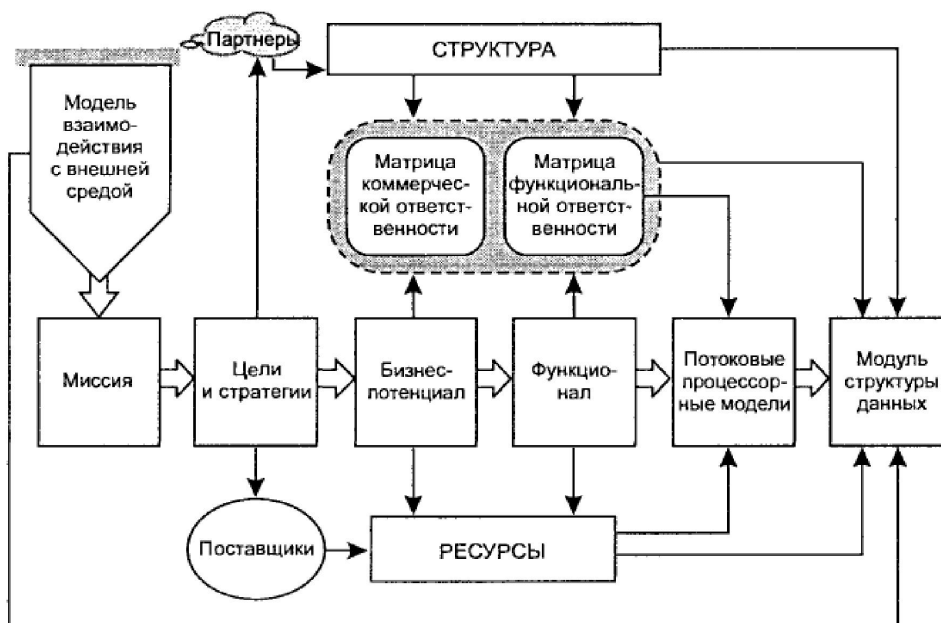 Партнеры
СТРУКТУРА
Модель
взаимо-
действия
с внешней
средой
Матрица
коммерчес-
кой ответст-
венности
Матрица
функциональ-
ной ответст-
венности
Миссия
Цели
и стратегии
Бизнес-
потенциал
Функцио-
нал
Потоковые
процессор-
ные модели
Модуль
структуры
данных
Поставщики
РЕСУРСЫ